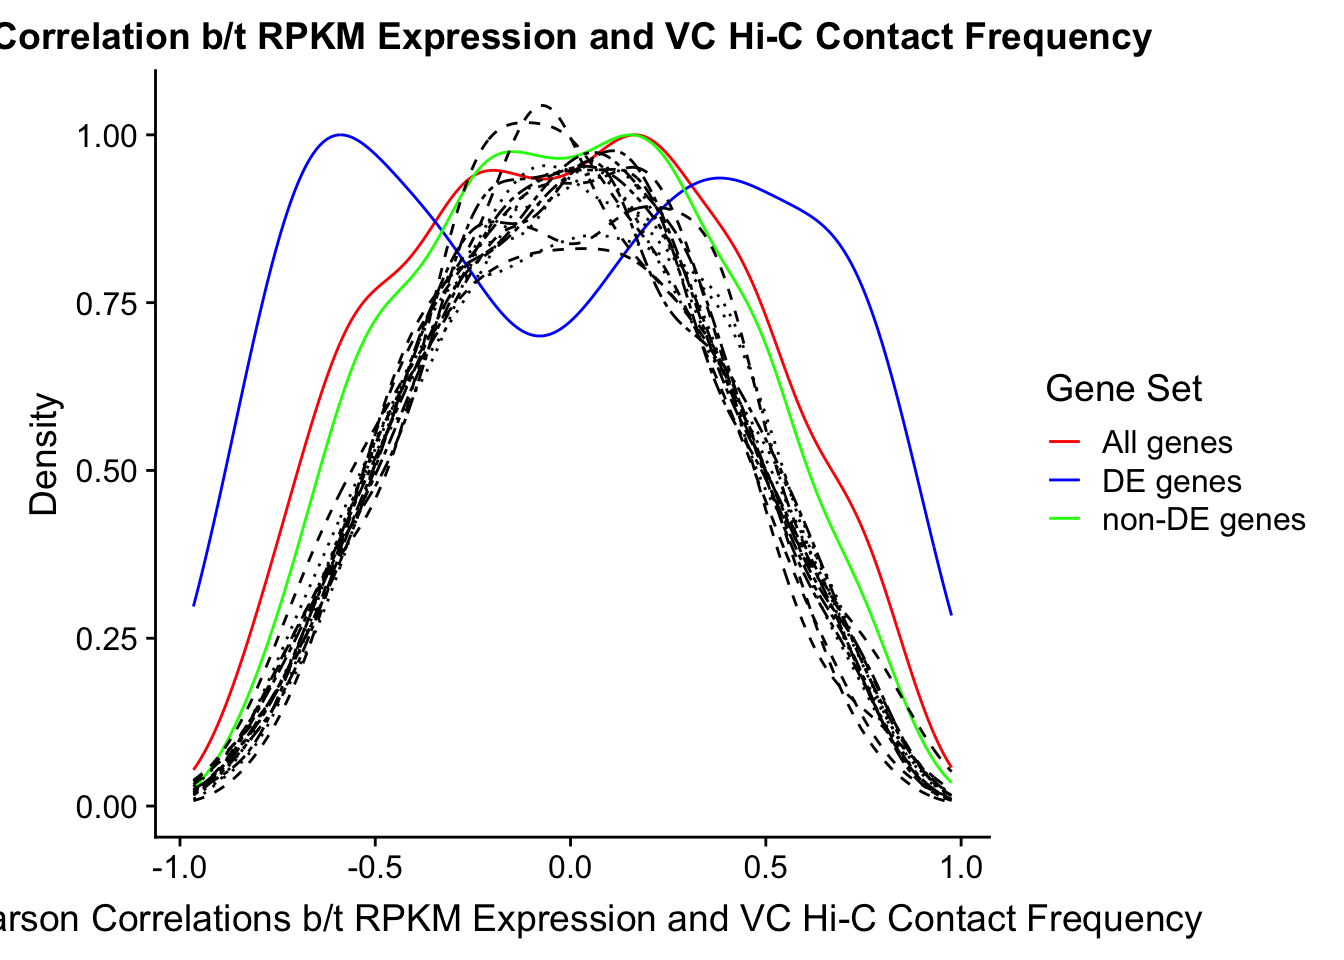 Correlation b/t RPKM Expression and VC Hi-C Contact Frequency
1.00
0.75
0.50
0.25
0.00
Density
-1.0 -0.5 0.0 0.5 1.0
arson Correlations b/t RPKM Expression and VC Hi-C Contact Frequency
Gene Set
All genes
DE genes
non-DE genes